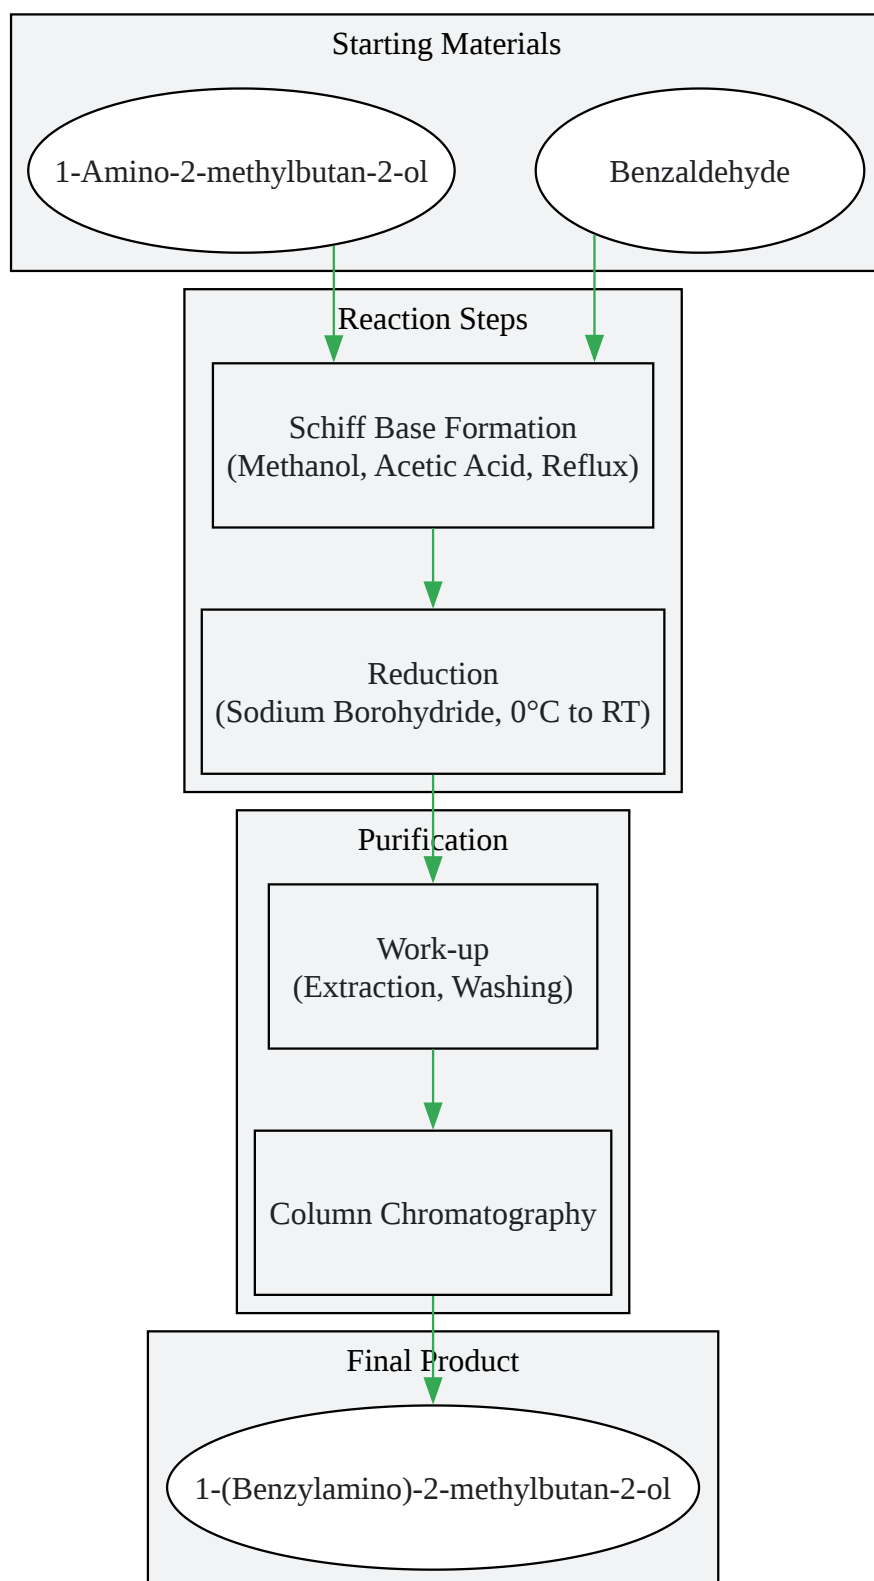 Starting Materials
1-Amino-2-methylbutan-2-ol
Benzaldehyde
Reaction Steps
Schiff Base Formation
(Methanol, Acetic Acid, Reflux)
Reduction
(Sodium Borohydride, 0°C to RT)
Purification
Work-up
(Extraction, Washing)
Column Chromatography
Final Product
1-(Benzylamino)-2-methylbutan-2-ol